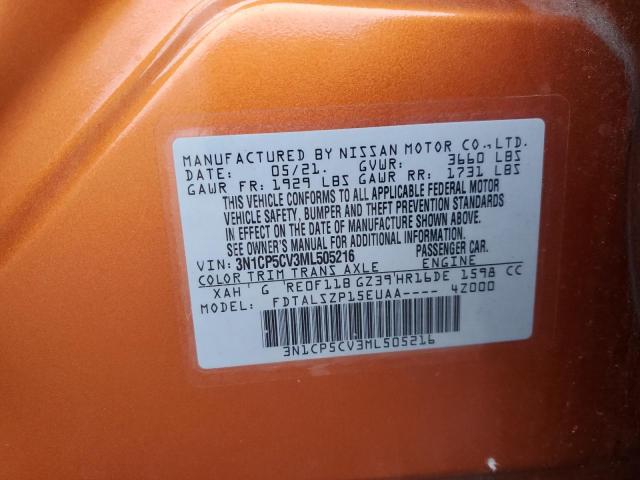 MANUFACTURED BY NISSAN MOTOR CO.,LTD.
DATE: 05/21. GVWR: 3660 LBS
GAWR FR: 1929 LBS GAWR RR: 1731 LBS
THIS VEHICLE CONFORMS TO ALL APPLICABLE FEDERAL MOTOR
VEHICLE SAFETY, BUMPER AND THEFT PREVENTION STANDARDS
IN EFFECT ON THE DATE OF MANUFACTURE SHOWN ABOVE.
SEE OWNER'S MANUAL FOR ADDITIONAL INFORMATION.
VIN: 3N1CP5CV3ML505216 PASSENGER CAR.
COLOR TRIM TRANS AXLE ENGINE
XAH G RE0F11B GZ39 HR16DE 1598 CC
MODEL: FDTALSZP15EUAA---- 4Z000
3N1CP5CV3ML505216